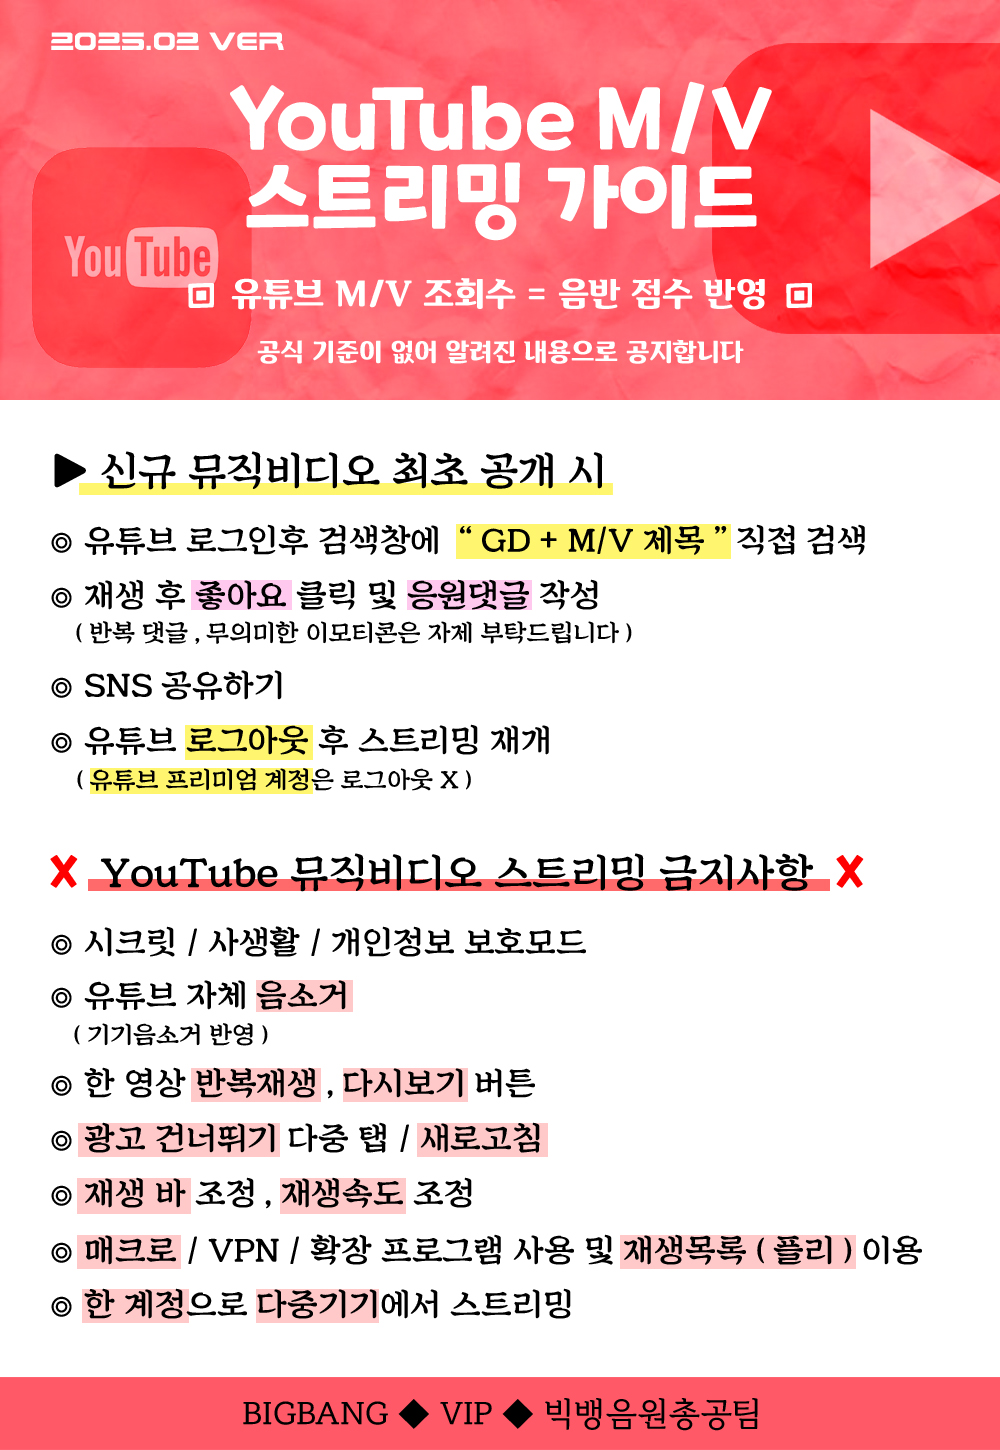 2025.02 VER
YouTube M/V
스트리밍 가이드
YouTube
유튜브 M/V 조회수 = 음반 점수 반영
공식 기준이 없어 알려진 내용으로 공지합니다
▶ 신규 뮤직비디오 최초 공개 시
◎ 유튜브 로그인후 검색창에 “ GD + M/V 제목 ” 직접 검색
◎ 재생 후 좋아요 클릭 및 응원댓글 작성
( 반복 댓글 , 무의미한 이모티콘은 자제 부탁드립니다 )
◎ SNS 공유하기
◎ 유튜브 로그아웃 후 스트리밍 재개
( 유튜브 프리미엄 계정은 로그아웃 X )
X YouTube 뮤직비디오 스트리밍 금지사항 X
◎ 시크릿 / 사생활 / 개인정보 보호모드
◎ 유튜브 자체 음소거
( 기기음소거 반영 )
◎ 한 영상 반복재생 , 다시보기 버튼
◎ 광고 건너뛰기 다중 탭 / 새로고침
◎ 재생 바 조정 , 재생속도 조정
◎ 매크로 / VPN / 확장 프로그램 사용 및 재생목록 ( 플리 ) 이용
◎ 한 계정으로 다중기기에서 스트리밍
BIGBANG ◆ VIP ◆ 빅뱅음원총공팀